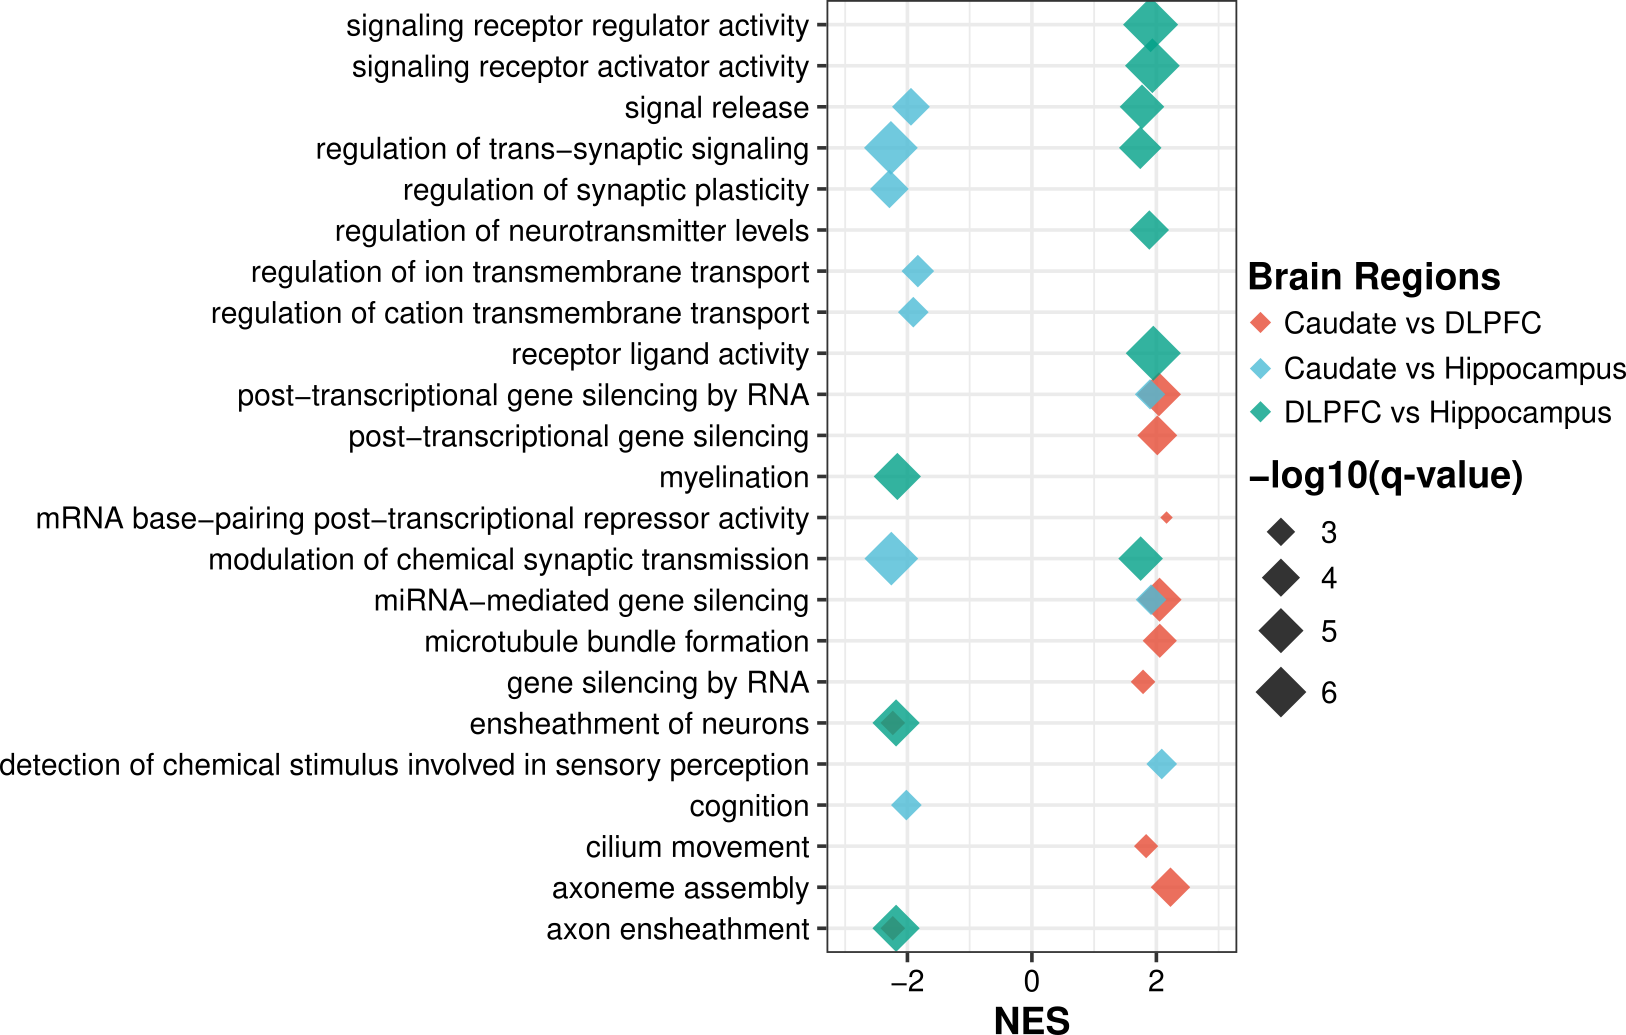 signaling receptor regulator activity
signaling receptor activator activity
signal release
regulation of trans−synaptic signaling
regulation of synaptic plasticity
regulation of neurotransmitter levels
regulation of ion transmembrane transport
regulation of cation transmembrane transport
receptor ligand activity
post−transcriptional gene silencing by RNA
post−transcriptional gene silencing
myelination
mRNA base−pairing post−transcriptional repressor activity
modulation of chemical synaptic transmission
miRNA−mediated gene silencing
microtubule bundle formation
gene silencing by RNA
ensheathment of neurons
detection of chemical stimulus involved in sensory perception
cognition
cilium movement
axoneme assembly
axon ensheathment
−2 0 2
NES
Brain Regions
Caudate vs DLPFC
Caudate vs Hippocampus
DLPFC vs Hippocampus
−log10(q-value)
3
4
5
6